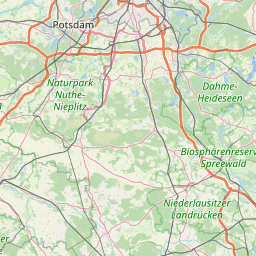 Potsdam
Naturpark
Nuthe-
Nieplitz
Dahme-
Heideseen
Biosphärenreserv
Spreewald
Niederlausitzer
Landrücken